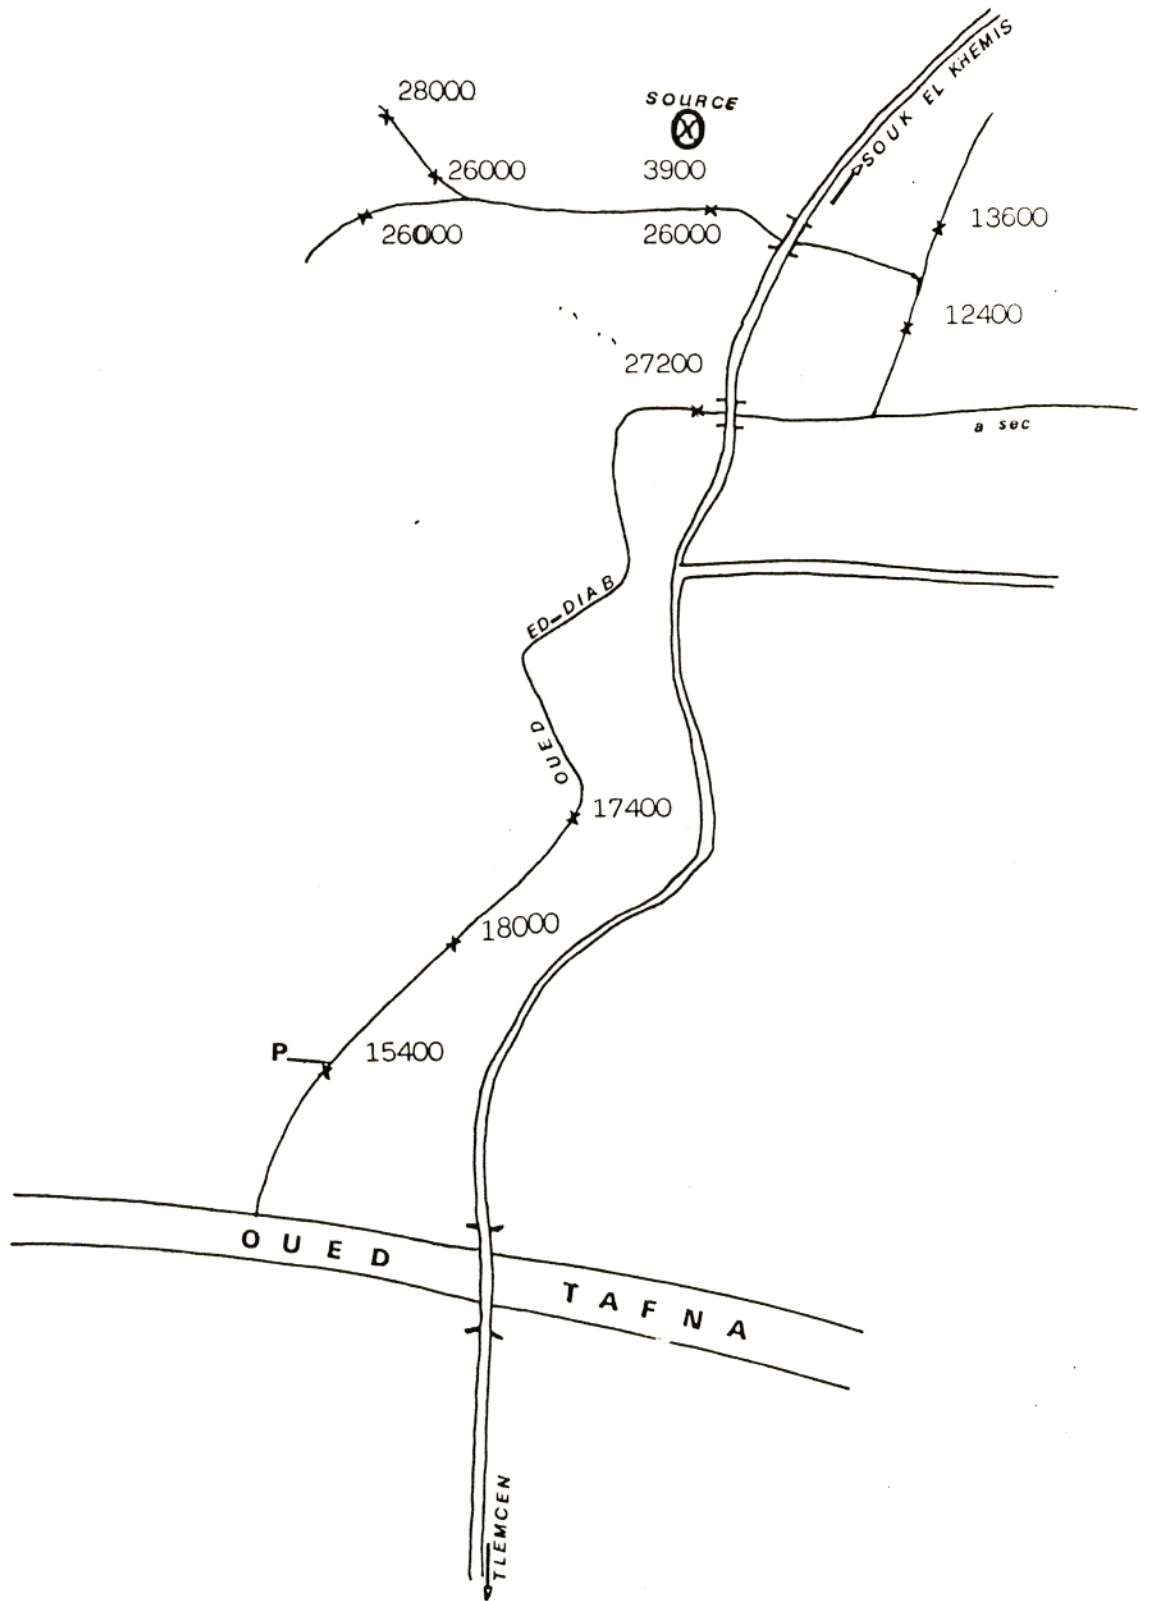 28000
SOURCE
X
SOUK EL KHEMIS
26000
3900
26000
26000
13600
12400
27200
a sec
ED-DIAB
OUED
17400
18000
P
15400
OUED TAFNA
TLEMCEN